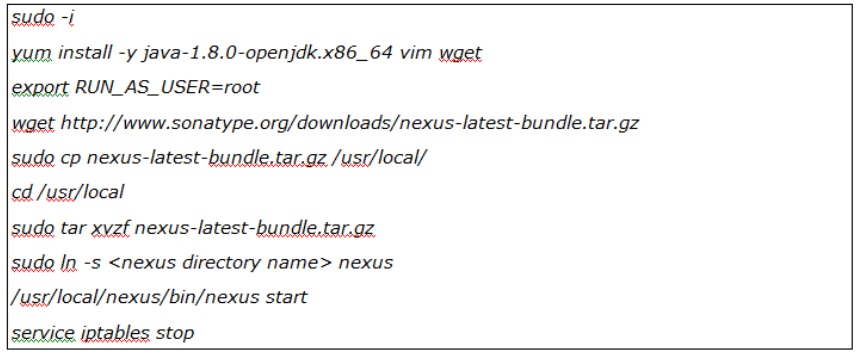 sudo -i
yum install -y java-1.8.0-openjdk.x86_64 vim wget
export RUN_AS_USER=root
wget http://www.sonatype.org/downloads/nexus-latest-bundle.tar.gz
sudo cp nexus-latest-bundle.tar.gz /usr/local/
cd /usr/local
sudo tar xvzf nexus-latest-bundle.tar.gz
sudo ln -s <nexus directory name> nexus
/usr/local/nexus/bin/nexus start
service iptables stop